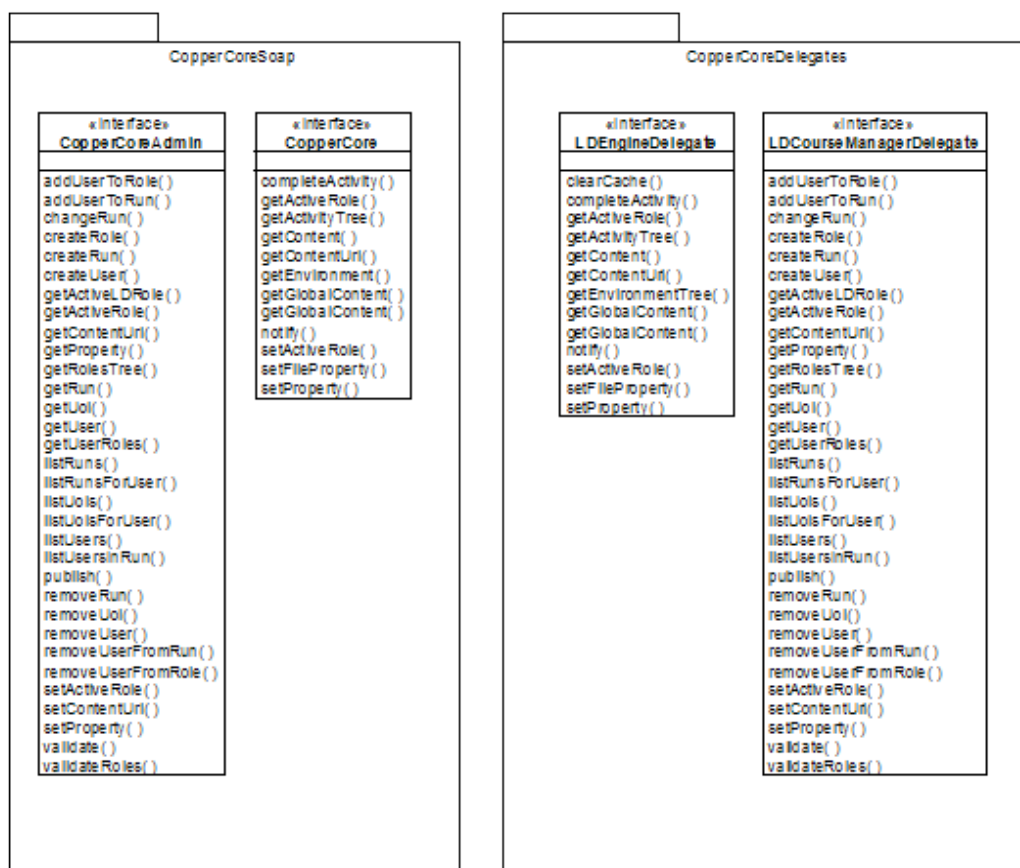 CopperCoreSoap
«interface»
CopperCoreAdmin
addUserToRole( )
addUserToRun( )
changeRun( )
createRole( )
createRun( )
createUser( )
getActiveLDRole( )
getActiveRole( )
getContentUri( )
getProperty( )
getRolesTree( )
getRun( )
getUol( )
getUser( )
getUserRoles( )
listRuns( )
listRunsForUser( )
listUols( )
listUolsForUser( )
listUsers( )
listUsersInRun( )
publish( )
removeRun( )
removeUol( )
removeUser( )
removeUserFromRun( )
removeUserFromRole( )
setActiveRole( )
setContentUri( )
setProperty( )
validate( )
validateRoles( )
«interface»
CopperCore
completeActivity( )
getActiveRole( )
getActivityTree( )
getContent( )
getContentUri( )
getEnvironment( )
getGlobalContent( )
getGlobalContent( )
notify( )
setActiveRole( )
setFileProperty( )
setProperty( )
CopperCoreDelegates
«interface»
LDEngineDelegate
clearCache( )
completeActivity( )
getActiveRole( )
getActivityTree( )
getContent( )
getContentUri( )
getEnvironmentTree( )
getGlobalContent( )
getGlobalContent( )
notify( )
setActiveRole( )
setFileProperty( )
setProperty( )
«interface»
LDCourseManagerDelegate
addUserToRole( )
addUserToRun( )
changeRun( )
createRole( )
createRun( )
createUser( )
getActiveLDRole( )
getActiveRole( )
getContentUri( )
getProperty( )
getRolesTree( )
getRun( )
getUol( )
getUser( )
getUserRoles( )
listRuns( )
listRunsForUser( )
listUols( )
listUolsForUser( )
listUsers( )
listUsersInRun( )
publish( )
removeRun( )
removeUol( )
removeUser( )
removeUserFromRun( )
removeUserFromRole( )
setActiveRole( )
setContentUri( )
setProperty( )
validate( )
validateRoles( )